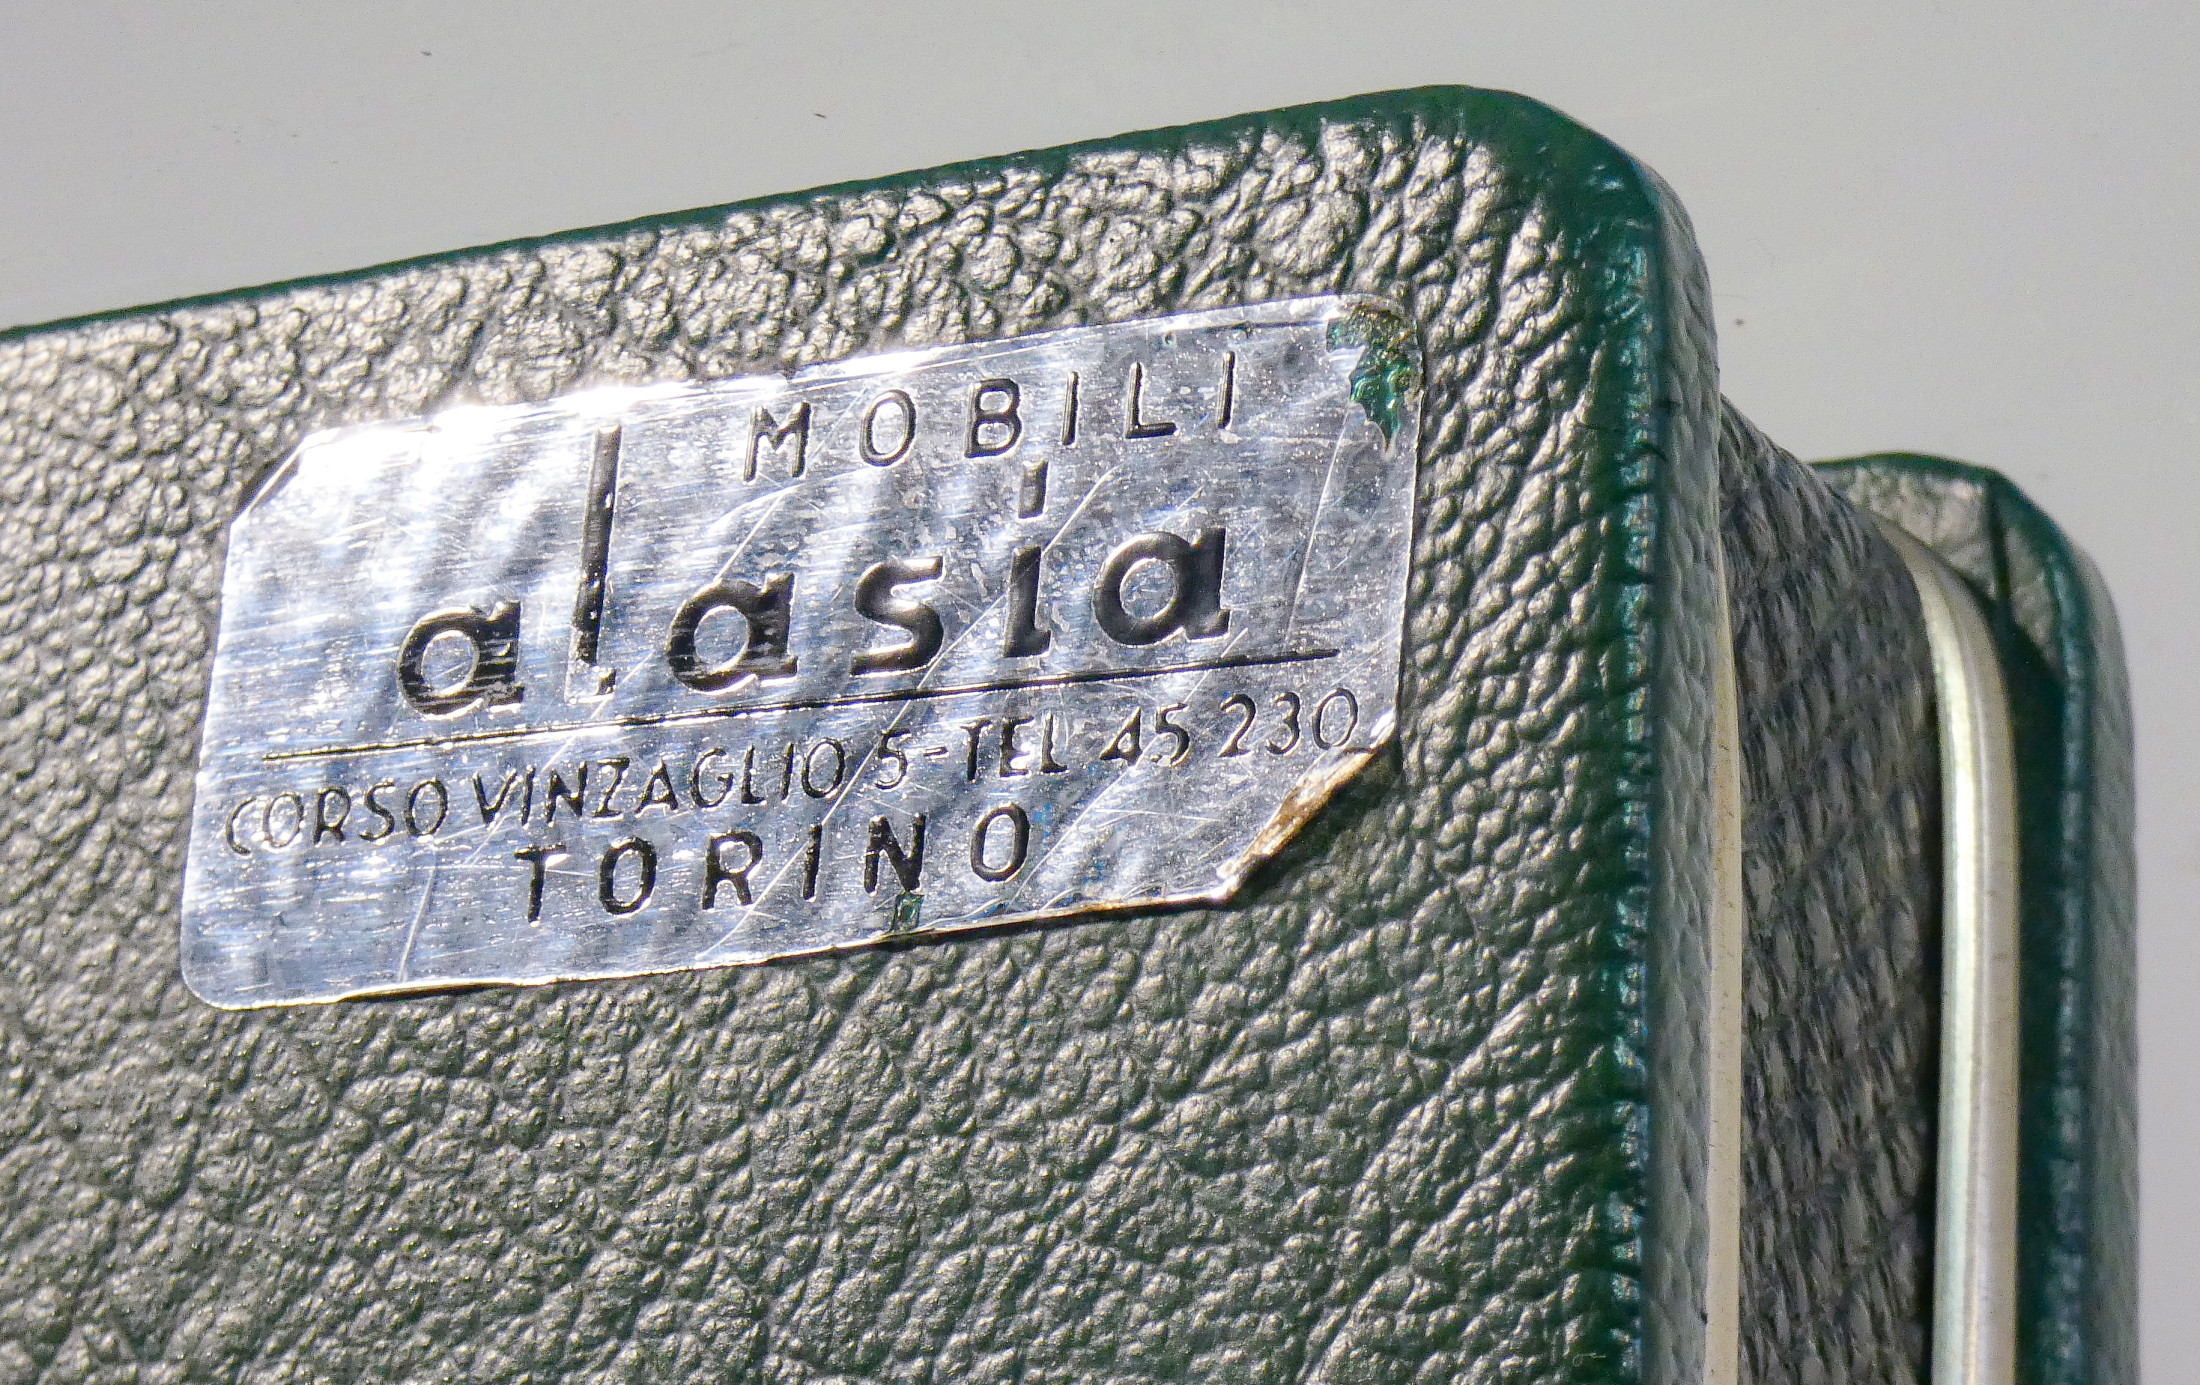 MOBILI
alasia
CORSO VINZAGLIO 5-TEL 45 230
TORINO